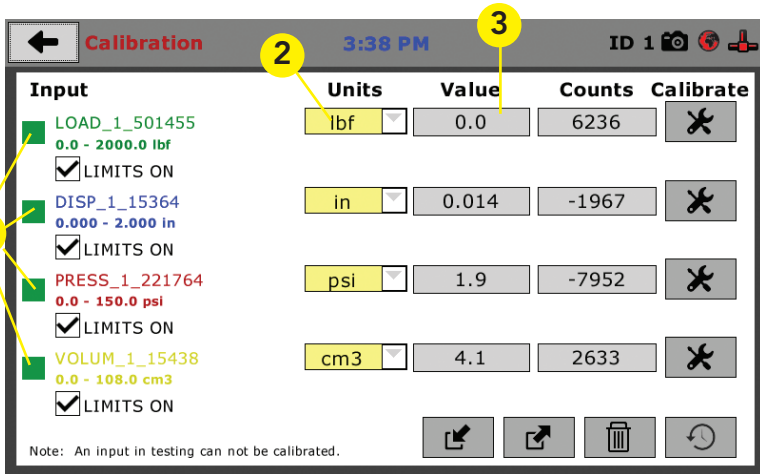 Calibration 3:38 PM ID 1
2
3
Input Units Value Counts Calibrate
LOAD_1_501455 lbf 0.0 6236
0.0 - 2000.0 lbf
LIMITS ON
DISP_1_15364 in 0.014 -1967
0.000 - 2.000 in
LIMITS ON
PRESS_1_221764 psi 1.9 -7952
0.0 - 150.0 psi
LIMITS ON
VOLUM_1_15438 cm3 4.1 2633
0.0 - 108.0 cm3
LIMITS ON
Note: An input in testing can not be calibrated.